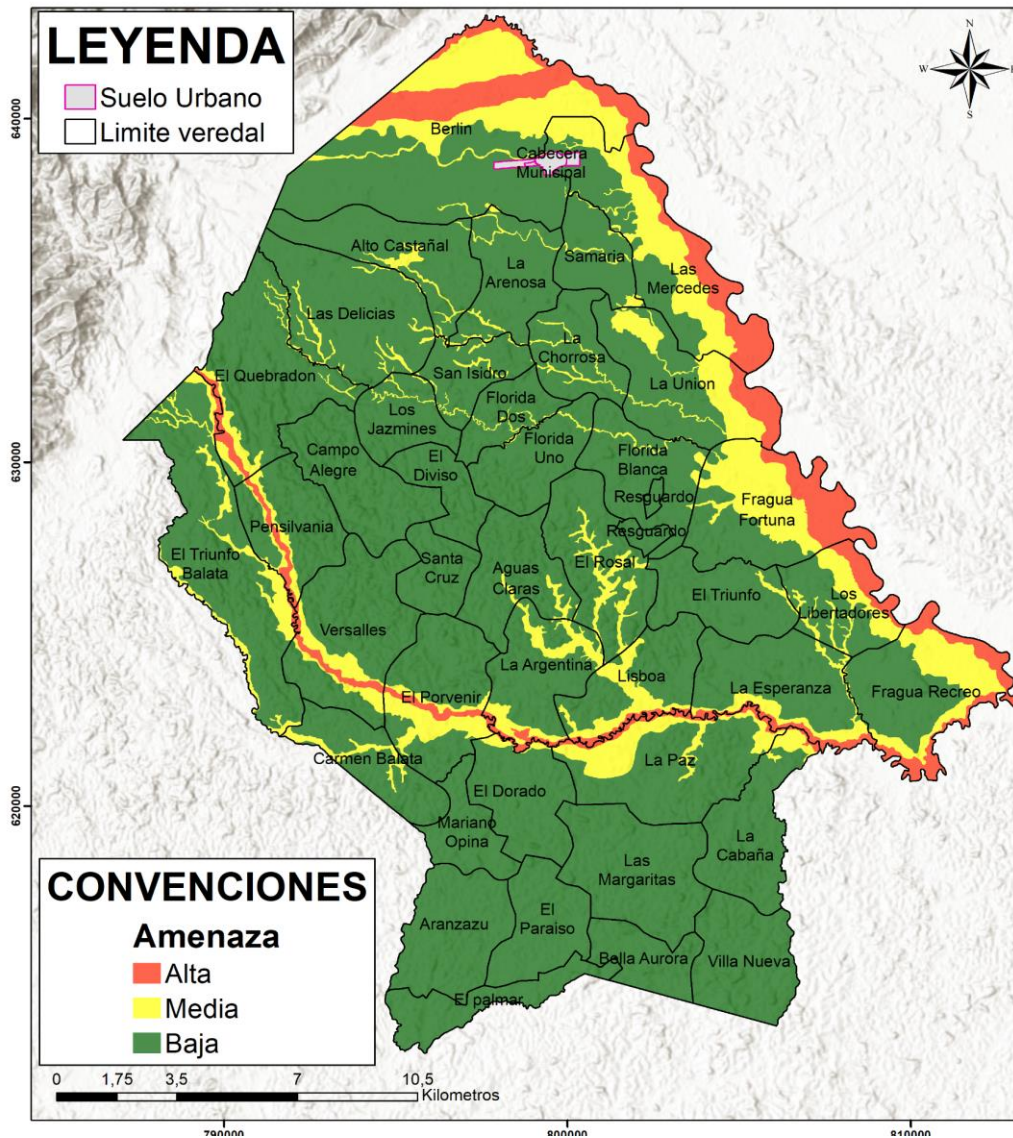 LEYENDA
Suelo Urbano
Limite veredal
N
W
E
S
640000
630000
620000
Berlin
Cabecera
Municipal
Alto Castañal
La
Arenosa
Samaria
Las
Mercedes
Las Delicias
La
Chorrosa
El Quebradon
San Isidro
La Union
Los
Jazmines
Florida
Dos
Campo
Alegre
El
Diviso
Florida
Uno
Florida
Blanca
Resguardo
Fragua
Fortuna
Pensilvania
Resguardo
El Triunfo
Balata
Santa
Cruz
Aguas
Claras
El Rosal
El Triunfo
Los
Libertadores
Versalles
La Argentina
Lisboa
La Esperanza
Fragua Recreo
El Porvenir
Carmen Balata
La Paz
El Dorado
Mariano
Opina
La
Cabaña
Las
Margaritas
Aranzazu
El
Paraiso
Bella Aurora
Villa Nueva
El palmar
CONVENCIONES
Amenaza
Alta
Media
Baja
0 1,75 3,5 7 10,5
Kilometros
790000 800000 810000